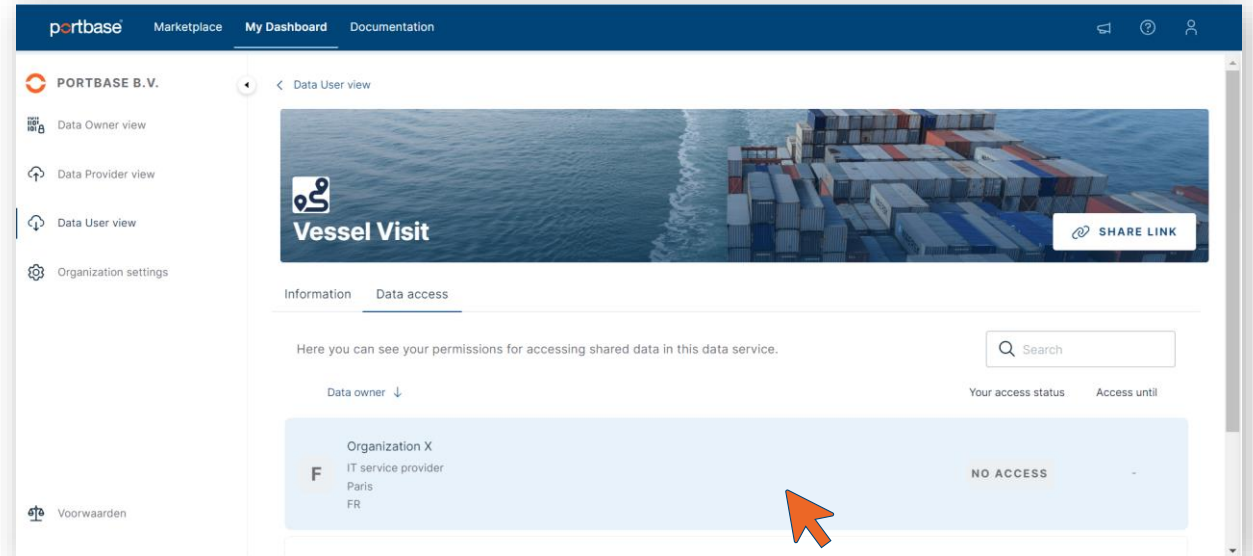 portbase Marketplace My Dashboard Documentation
PORTBASE B.V.
Data Owner view
Data Provider view
Data User view
Organization settings
Voorwaarden
Data User view
Vessel Visit
SHARE LINK
Information Data access
Here you can see your permissions for accessing shared data in this data service.
Search
Data owner ↓ Your access status Access until
F
Organization X
IT service provider
Paris
FR
NO ACCESS -